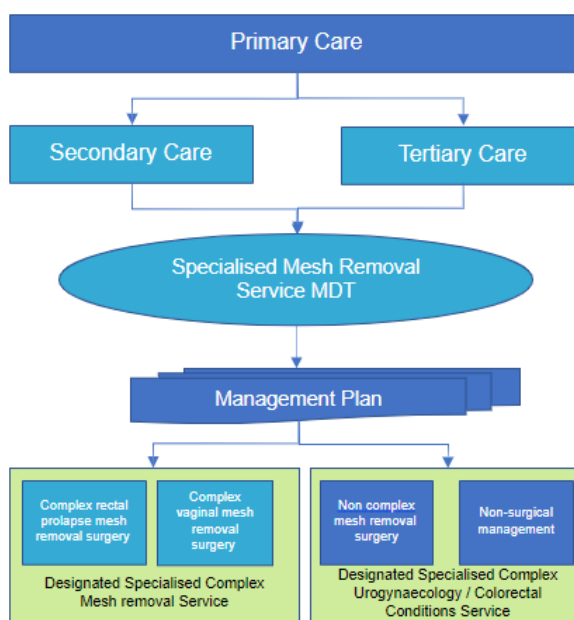 Primary Care
Secondary Care
Tertiary Care
Specialised Mesh Removal
Service MDT
Management Plan
Complex rectal
prolapse mesh
removal surgery
Complex
vaginal mesh
removal
surgery
Designated Specialised Complex
Mesh removal Service
Non complex
mesh removal
surgery
Non-surgical
management
Designated Specialised Complex
Urogynaecology / Colorectal
Conditions Service